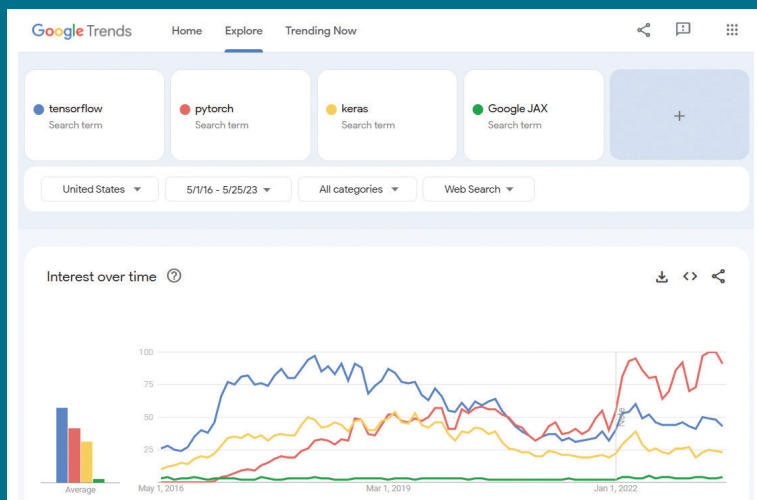 Google Trends Home Explore Trending Now
tensorflow
Search term
pytorch
Search term
keras
Search term
Google JAX
Search term
+
United States 5/1/16 - 5/25/23 All categories Web Search
Interest over time ?
100
75
50
25
Note
Average
May 1, 2016 Mar 1, 2019 Jan 1, 2022